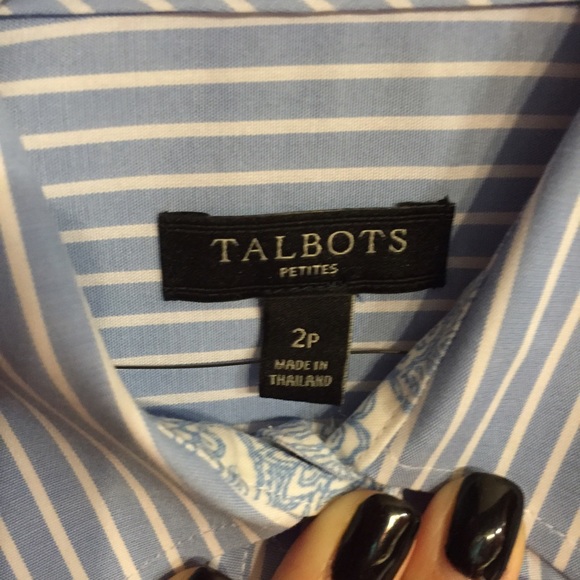 TALBOTS
PETITES
2P
MADE IN
THAILAND